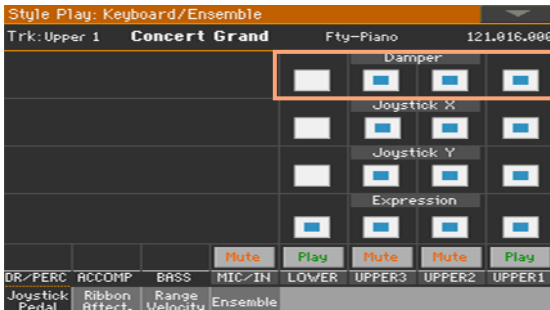 Style Play: Keyboard/Ensemble
Trk:Upper 1 Concert Grand Fty-Piano 121.016.000
Damper
Joystick X
Joystick Y
Expression
Mute Play Mute Mute Play
DR/PERC ACCOMP BASS MIC/IN LOWER UPPER3 UPPER2 UPPER1
Joystick Ribbon Range Ensemble
Pedal Affect. Velocity